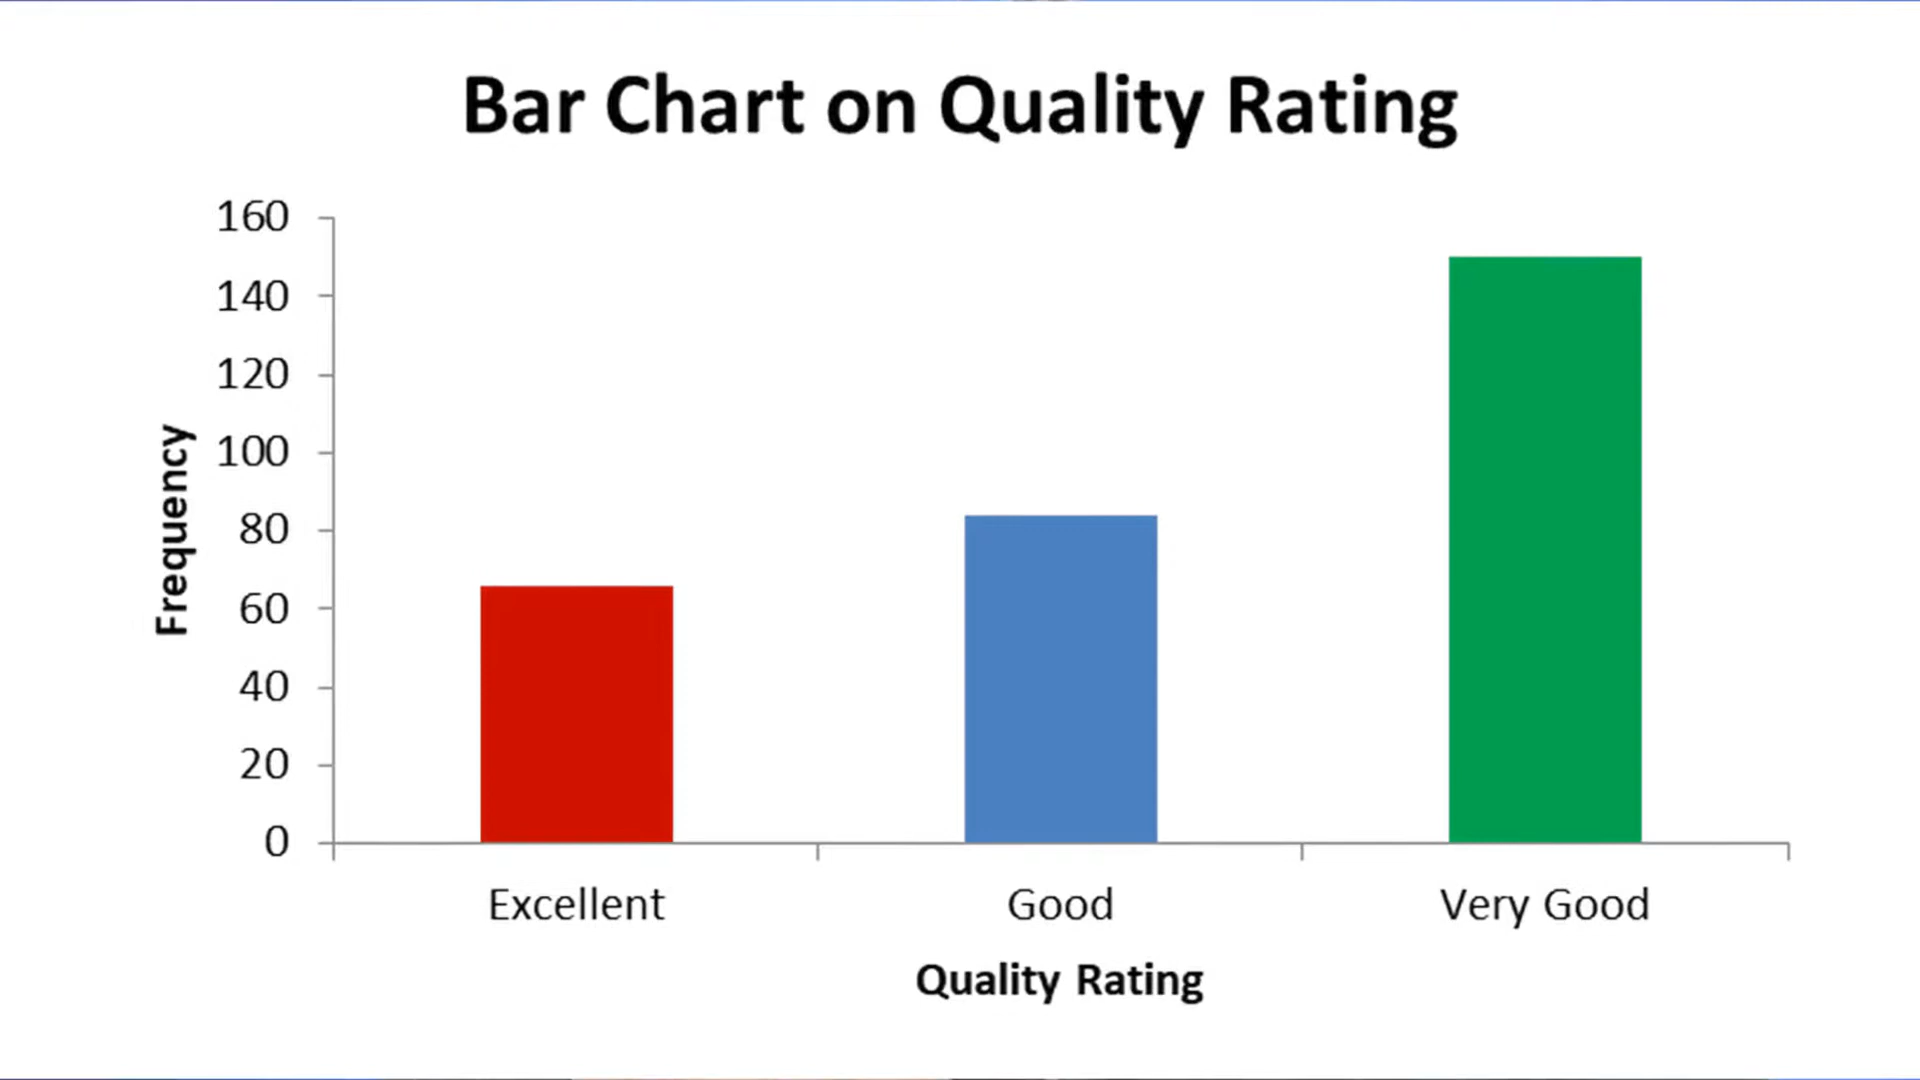 Bar Chart on Quality Rating
160
140
120
100
80
60
40
20
0
Frequency
Excellent Good Very Good
Quality Rating